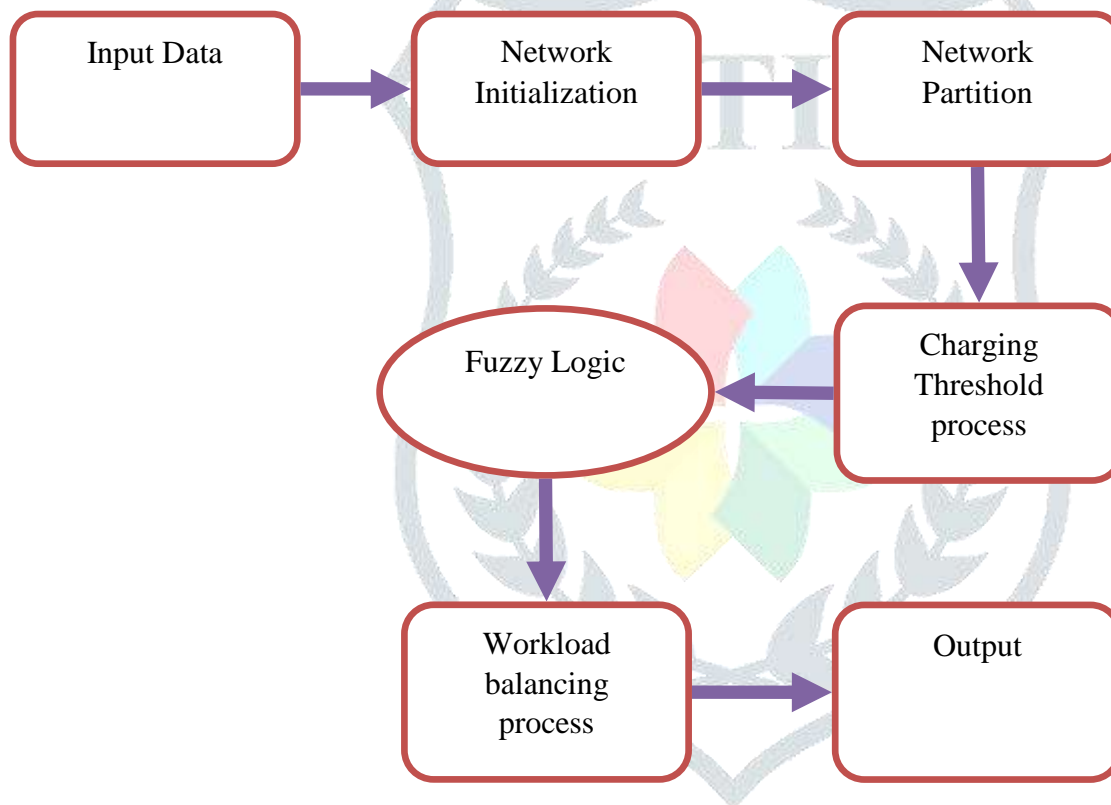 Input Data
Network
Initialization
Network
Partition
Charging
Threshold
process
Fuzzy Logic
Workload
balancing
process
Output